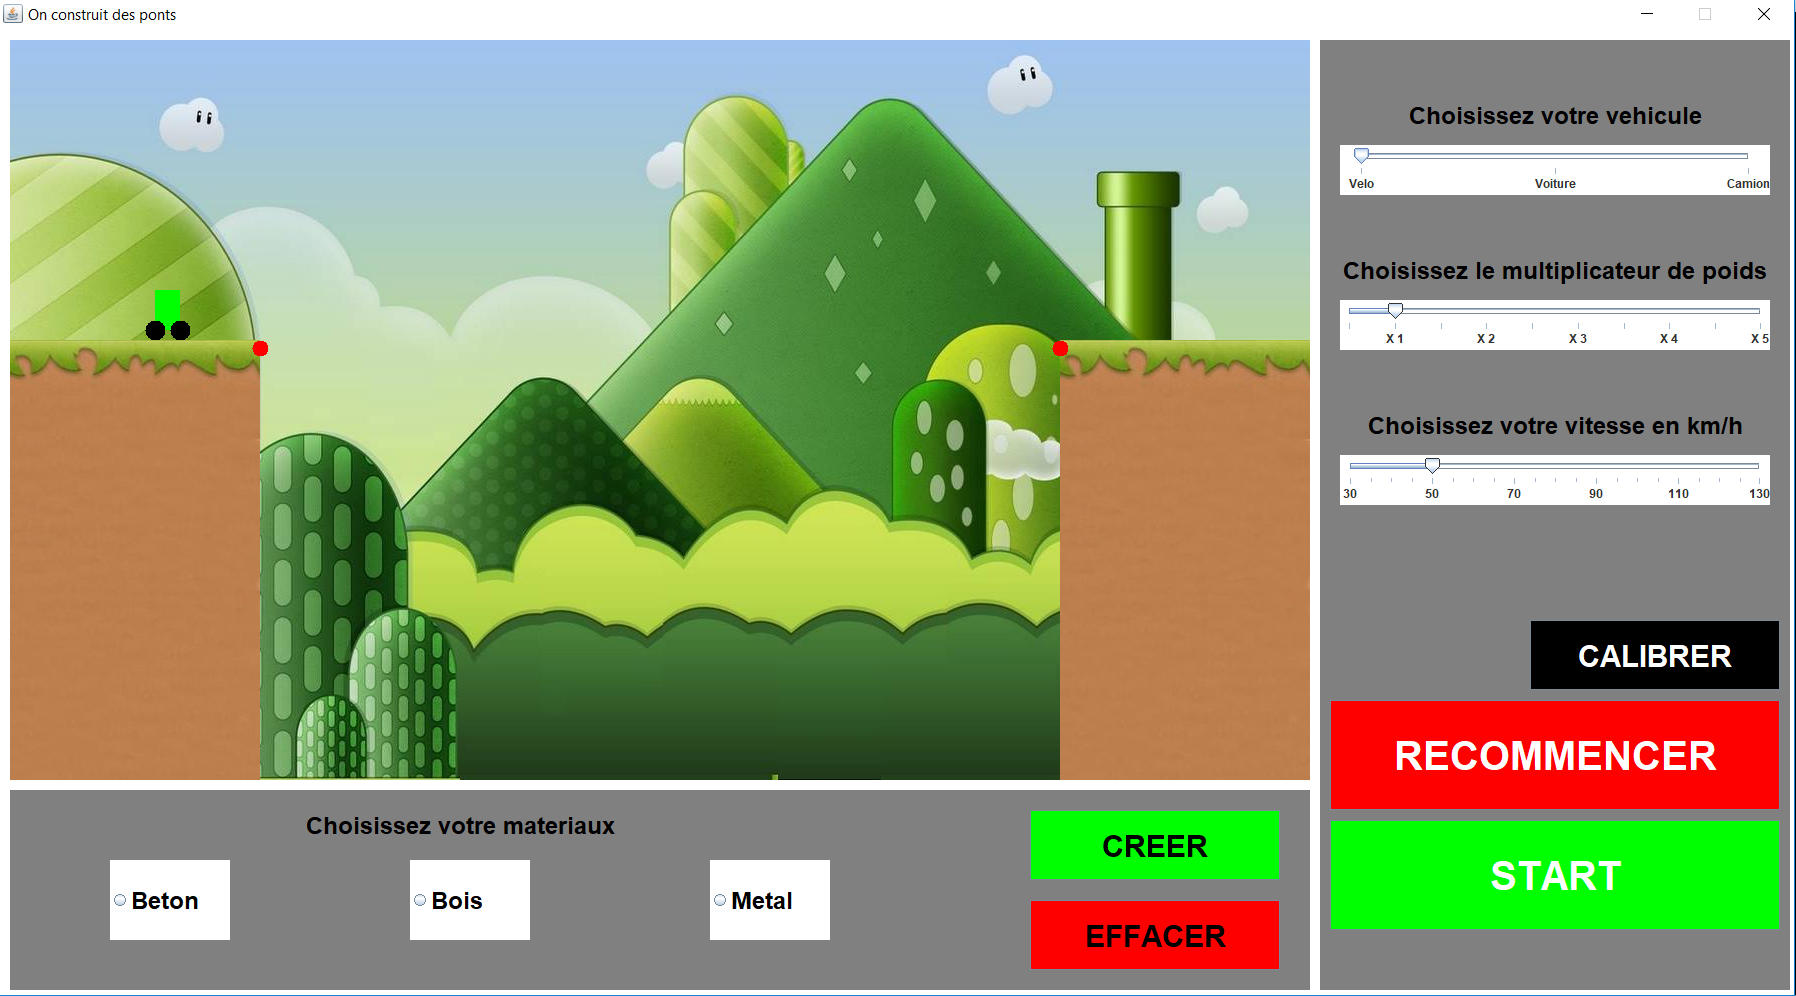 On construit des ponts
Choisissez votre vehicule
Velo Voiture Camion
Choisissez le multiplicateur de poids
X 1 X 2 X 3 X 4 X 5
Choisissez votre vitesse en km/h
30 50 70 90 110 130
CALIBRER
RECOMMENCER
START
Choisissez votre materiaux
Beton Bois Metal
CREER
EFFACER